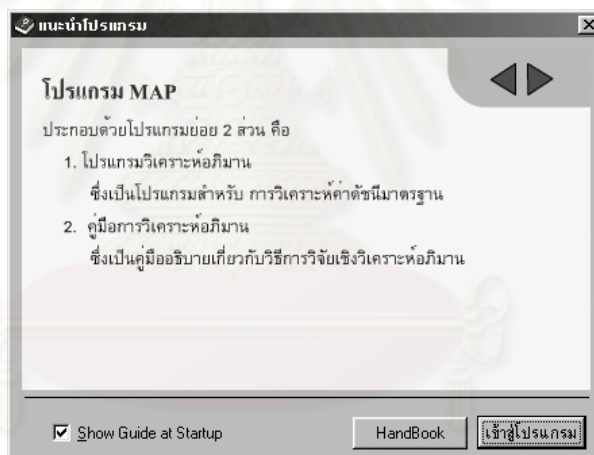 แนะนำโปรแกรม
โปรแกรม MAP
ประกอบด้วยโปรแกรมย่อย 2 ส่วน คือ
1. โปรแกรมวิเคราะห์อภิมาน
ซึ่งเป็นโปรแกรมสำหรับ การวิเคราะห์ค่าดัชนีมาตรฐาน
2. คู่มือการวิเคราะห์อภิมาน
ซึ่งเป็นคู่มืออธิบายเกี่ยวกับวิธีการวิจัยเชิงวิเคราะห์อภิมาน
Show Guide at Startup
HandBook
เข้าสู่โปรแกรม